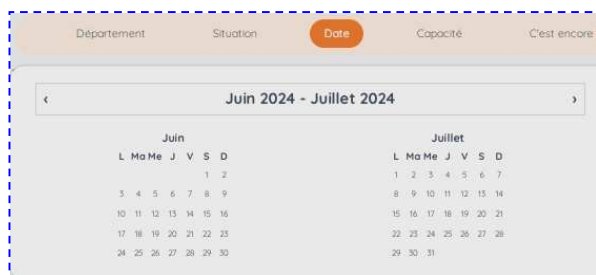 Département Situation Date Capacité C'est encore
‹ Juin 2024 - Juillet 2024 ›
Juin
L Ma Me J V S D
1 2
3 4 5 6 7 8 9
10 11 12 13 14 15 16
17 18 19 20 21 22 23
24 25 26 27 28 29 30
Juillet
L Ma Me J V S D
1 2 3 4 5 6 7
8 9 10 11 12 13 14
15 16 17 18 19 20 21
22 23 24 25 26 27 28
29 30 31